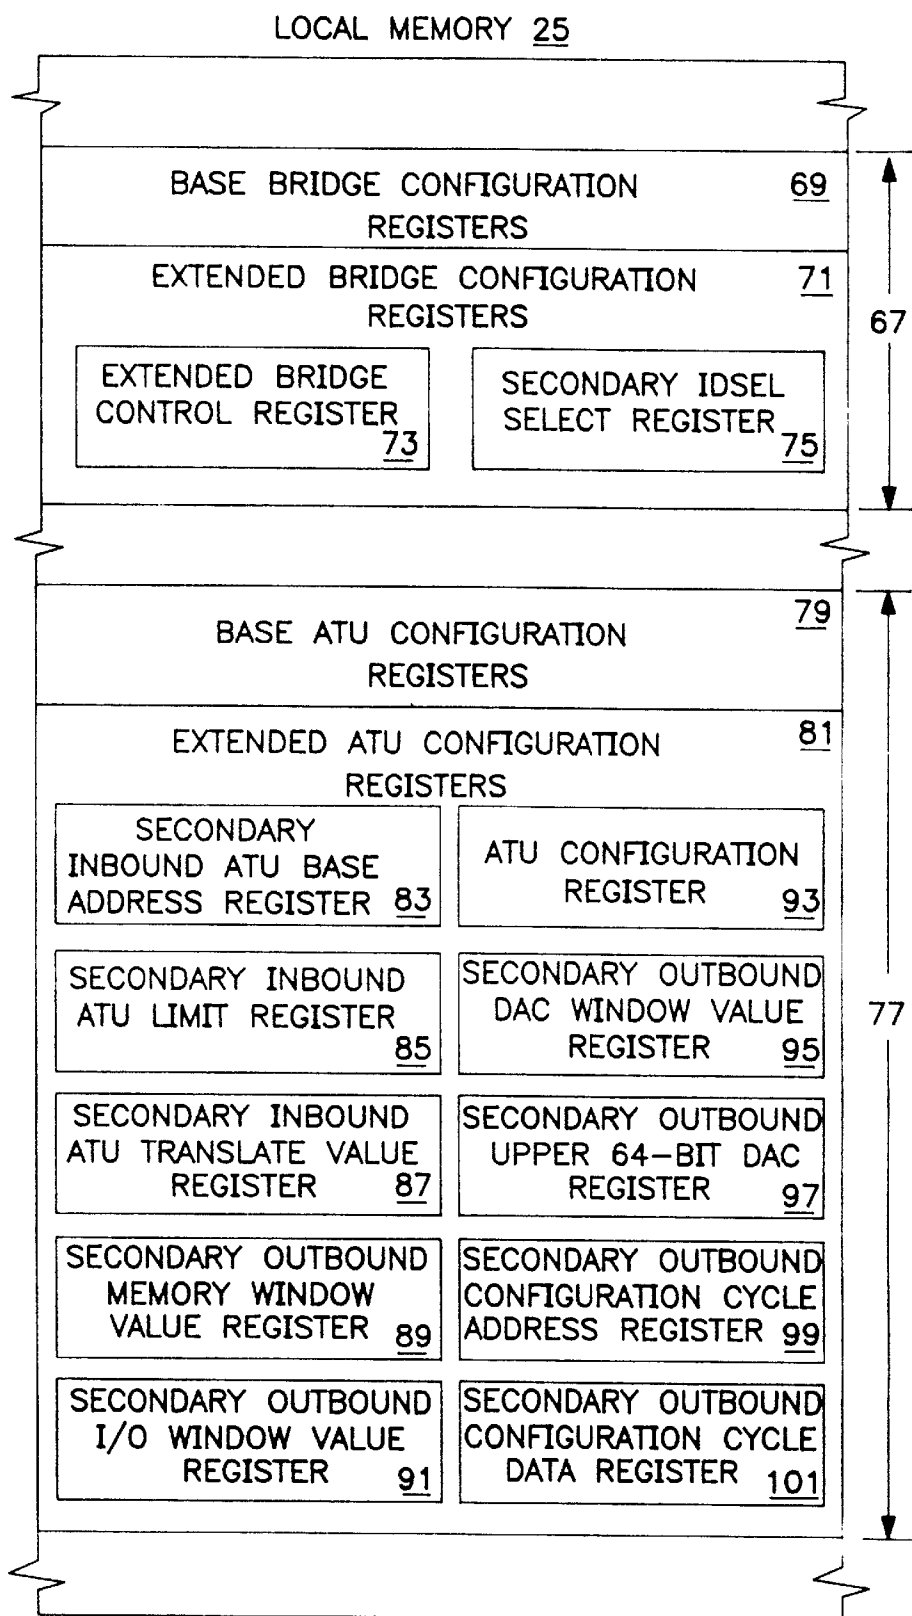 LOCAL MEMORY 25
BASE BRIDGE CONFIGURATION 69
REGISTERS
EXTENDED BRIDGE CONFIGURATION 71
REGISTERS
67
EXTENDED BRIDGE
CONTROL REGISTER
73
SECONDARY IDSEL
SELECT REGISTER
75
BASE ATU CONFIGURATION 79
REGISTERS
EXTENDED ATU CONFIGURATION 81
REGISTERS
SECONDARY
INBOUND ATU BASE
ADDRESS REGISTER 83
ATU CONFIGURATION
REGISTER 93
SECONDARY INBOUND
ATU LIMIT REGISTER
85
SECONDARY OUTBOUND
DAC WINDOW VALUE
REGISTER 95
77
SECONDARY INBOUND
ATU TRANSLATE VALUE
REGISTER 87
SECONDARY OUTBOUND
UPPER 64-BIT DAC
REGISTER 97
SECONDARY OUTBOUND
MEMORY WINDOW
VALUE REGISTER 89
SECONDARY OUTBOUND
CONFIGURATION CYCLE
ADDRESS REGISTER 99
SECONDARY OUTBOUND
I/O WINDOW VALUE
REGISTER 91
SECONDARY OUTBOUND
CONFIGURATION CYCLE
DATA REGISTER 101